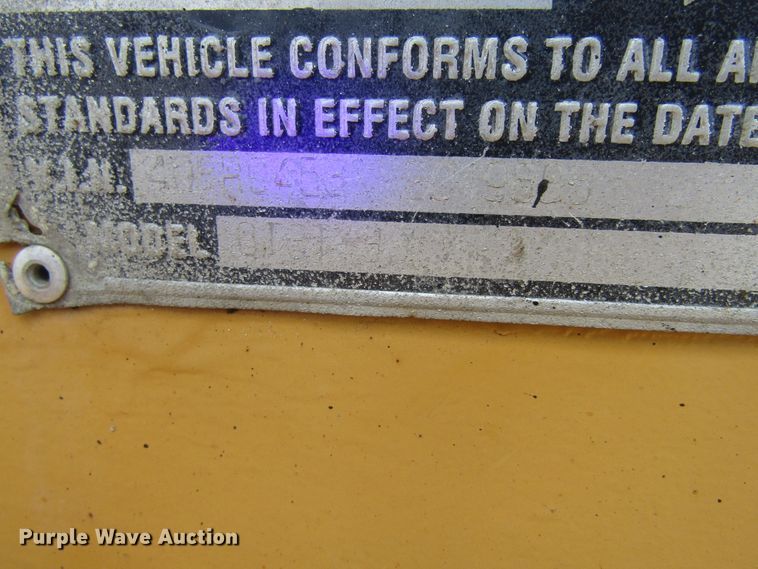 THIS VEHICLE CONFORMS TO ALL
STANDARDS IN EFFECT ON THE DATE
V.I.N.
MODEL
Purple Wave Auction